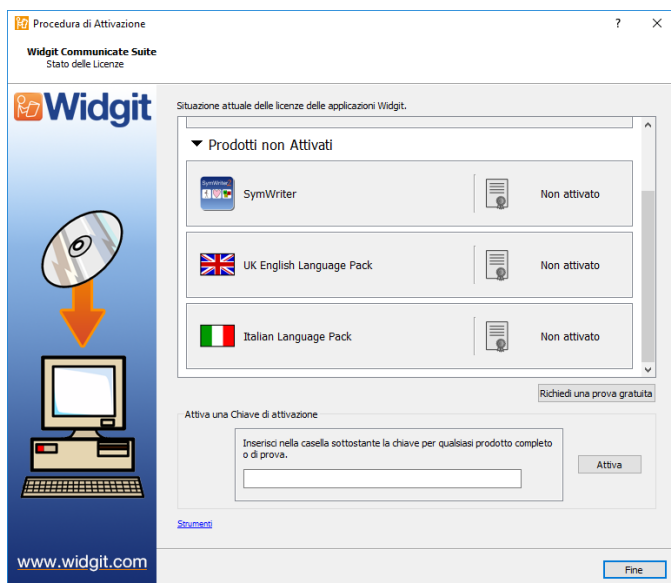 Procedura di Attivazione
Widgit Communicate Suite
Stato delle Licenze
Widgit
Situazione attuale delle licenze delle applicazioni Widgit.
Prodotti non Attivati
SymWriter
SymWriter
Non attivato
UK English Language Pack
Non attivato
Italian Language Pack
Non attivato
Richiedi una prova gratuita
Attiva una Chiave di attivazione
Inserisci nella casella sottostante la chiave per qualsiasi prodotto completo
o di prova.
Attiva
Strumenti
www.widgit.com
Fine